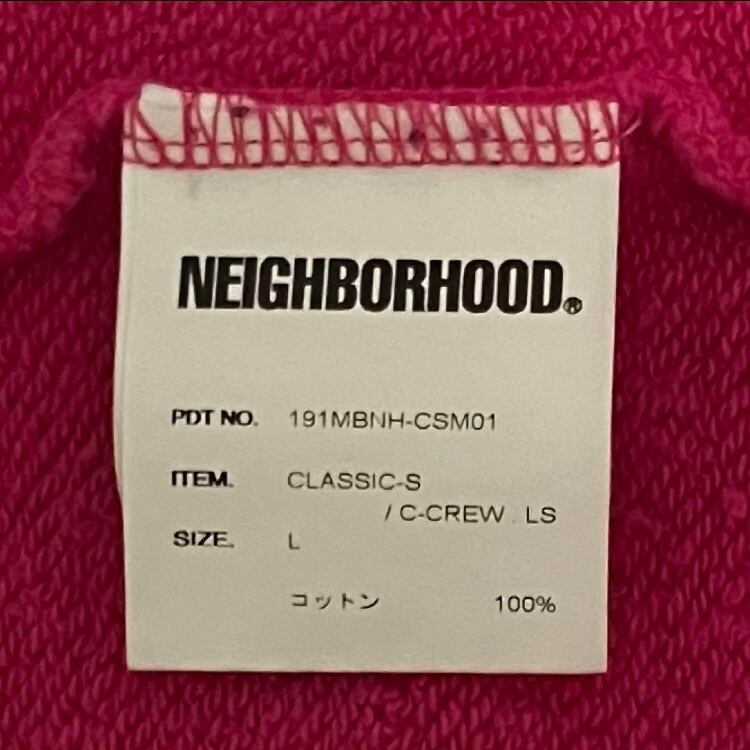 NEIGHBORHOOD®
PDT NO. 191MBNH-CSM01
ITEM. CLASSIC-S
/ C-CREW . LS
SIZE. L
コットン 100%